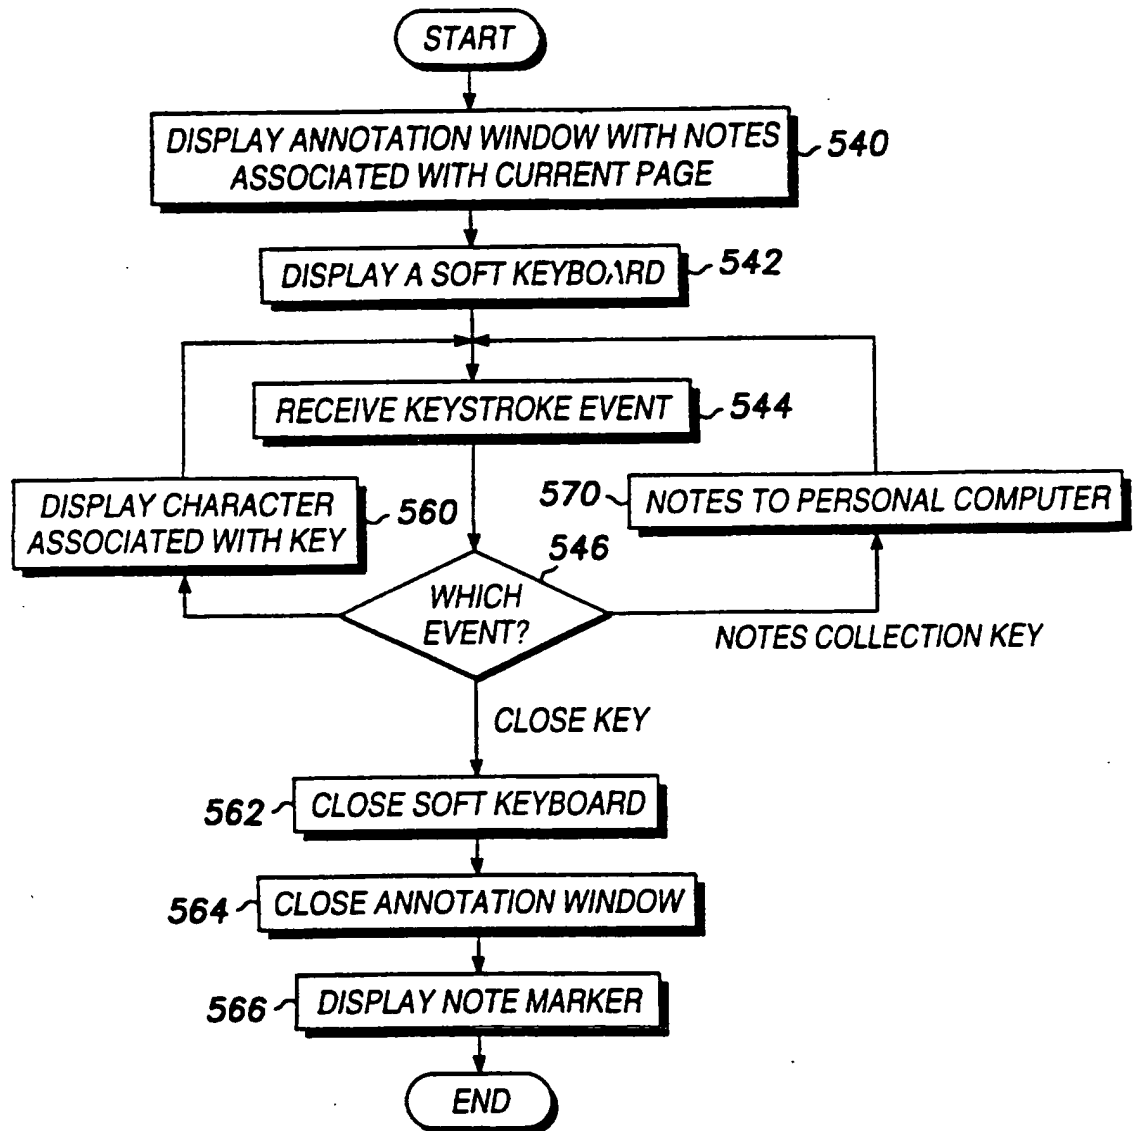 START
DISPLAY ANNOTATION WINDOW WITH NOTES
ASSOCIATED WITH CURRENT PAGE
540
DISPLAY A SOFT KEYBOARD
542
RECEIVE KEYSTROKE EVENT
544
DISPLAY CHARACTER
ASSOCIATED WITH KEY
560
570
NOTES TO PERSONAL COMPUTER
546
WHICH
EVENT?
NOTES COLLECTION KEY
CLOSE KEY
562
CLOSE SOFT KEYBOARD
564
CLOSE ANNOTATION WINDOW
566
DISPLAY NOTE MARKER
END